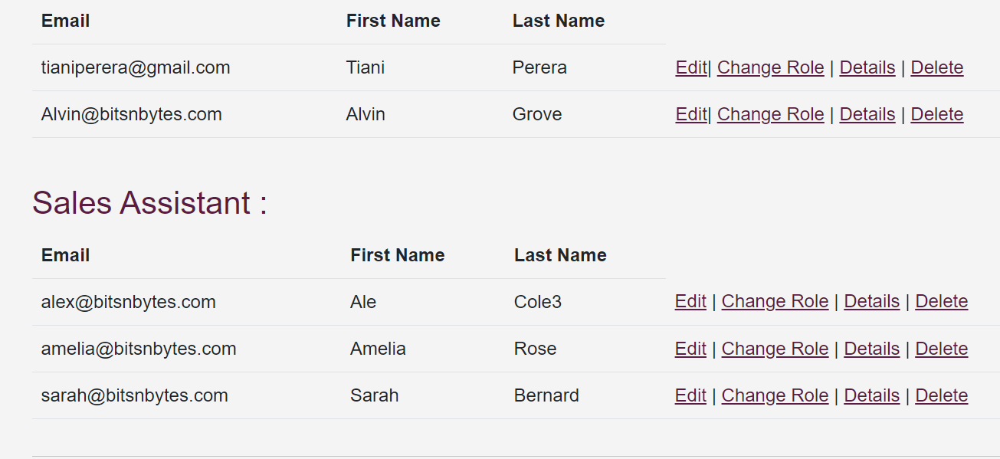 Email First Name Last Name
tianiperera@gmail.com Tiani Perera Edit| Change Role | Details | Delete
Alvin@bitsnbytes.com Alvin Grove Edit| Change Role | Details | Delete
Sales Assistant :
Email First Name Last Name
alex@bitsnbytes.com Ale Cole3 Edit | Change Role | Details | Delete
amelia@bitsnbytes.com Amelia Rose Edit | Change Role | Details | Delete
sarah@bitsnbytes.com Sarah Bernard Edit | Change Role | Details | Delete